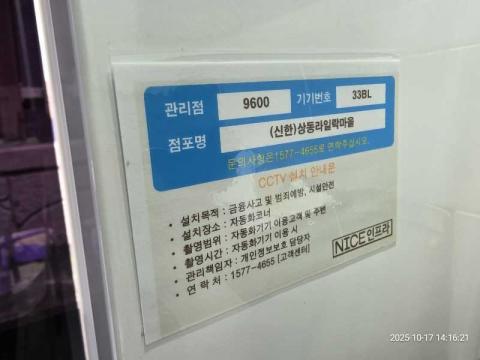 관리점 9600 기기번호 33BL
점포명 (신한)상동라일락마을
문의사항은1577-4655로 연락주십시오.
CCTV 설치 안내문
• 설치목적 : 금융사고 및 범죄예방, 시설안전
• 설치장소 : 자동화코너
• 촬영범위 : 자동화기기 이용고객 및 주변
• 촬영시간 : 자동화기기 이용 시
• 관리책임자 : 개인정보보호 담당자
• 연 락 처 : 1577-4655 [고객센터]
NICE인프라
2025-10-17 14:16:21